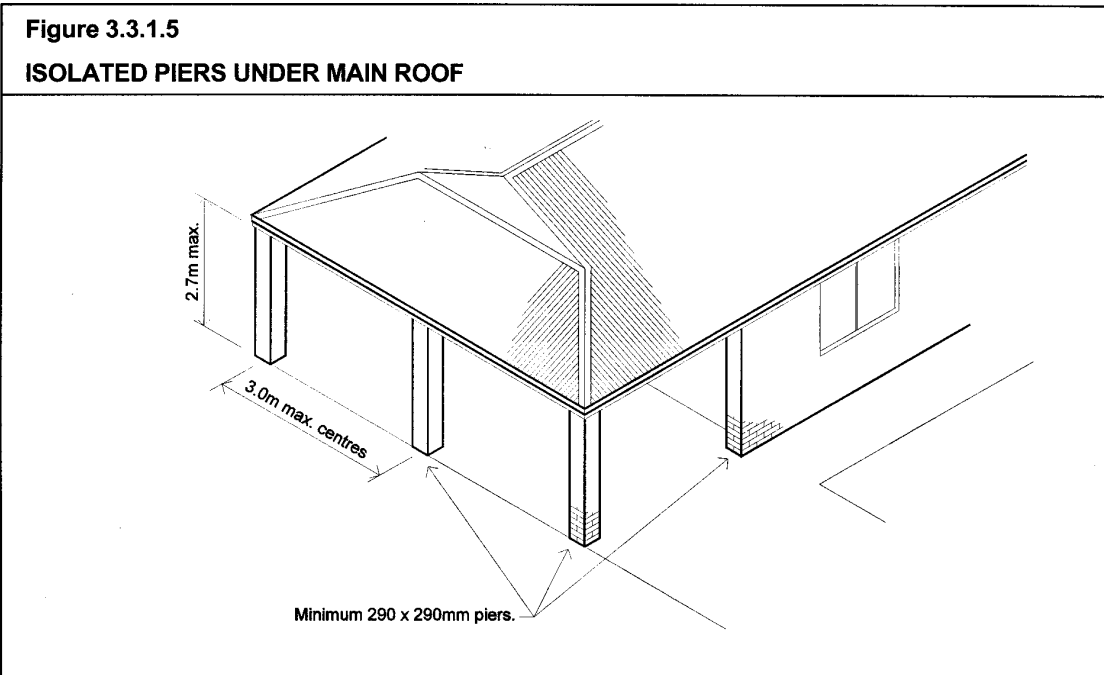 Figure 3.3.1.5
ISOLATED PIERS UNDER MAIN ROOF
2.7m max.
3.0m max. centres
Minimum 290 x 290mm piers.